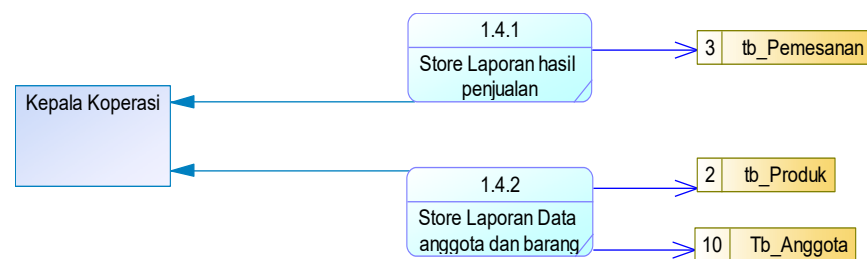 1.4.1
Store Laporan hasil
penjualan
3 tb_Pemesanan
Kepala Koperasi
1.4.2
Store Laporan Data
anggota dan barang
2 tb_Produk
10 Tb_Anggota